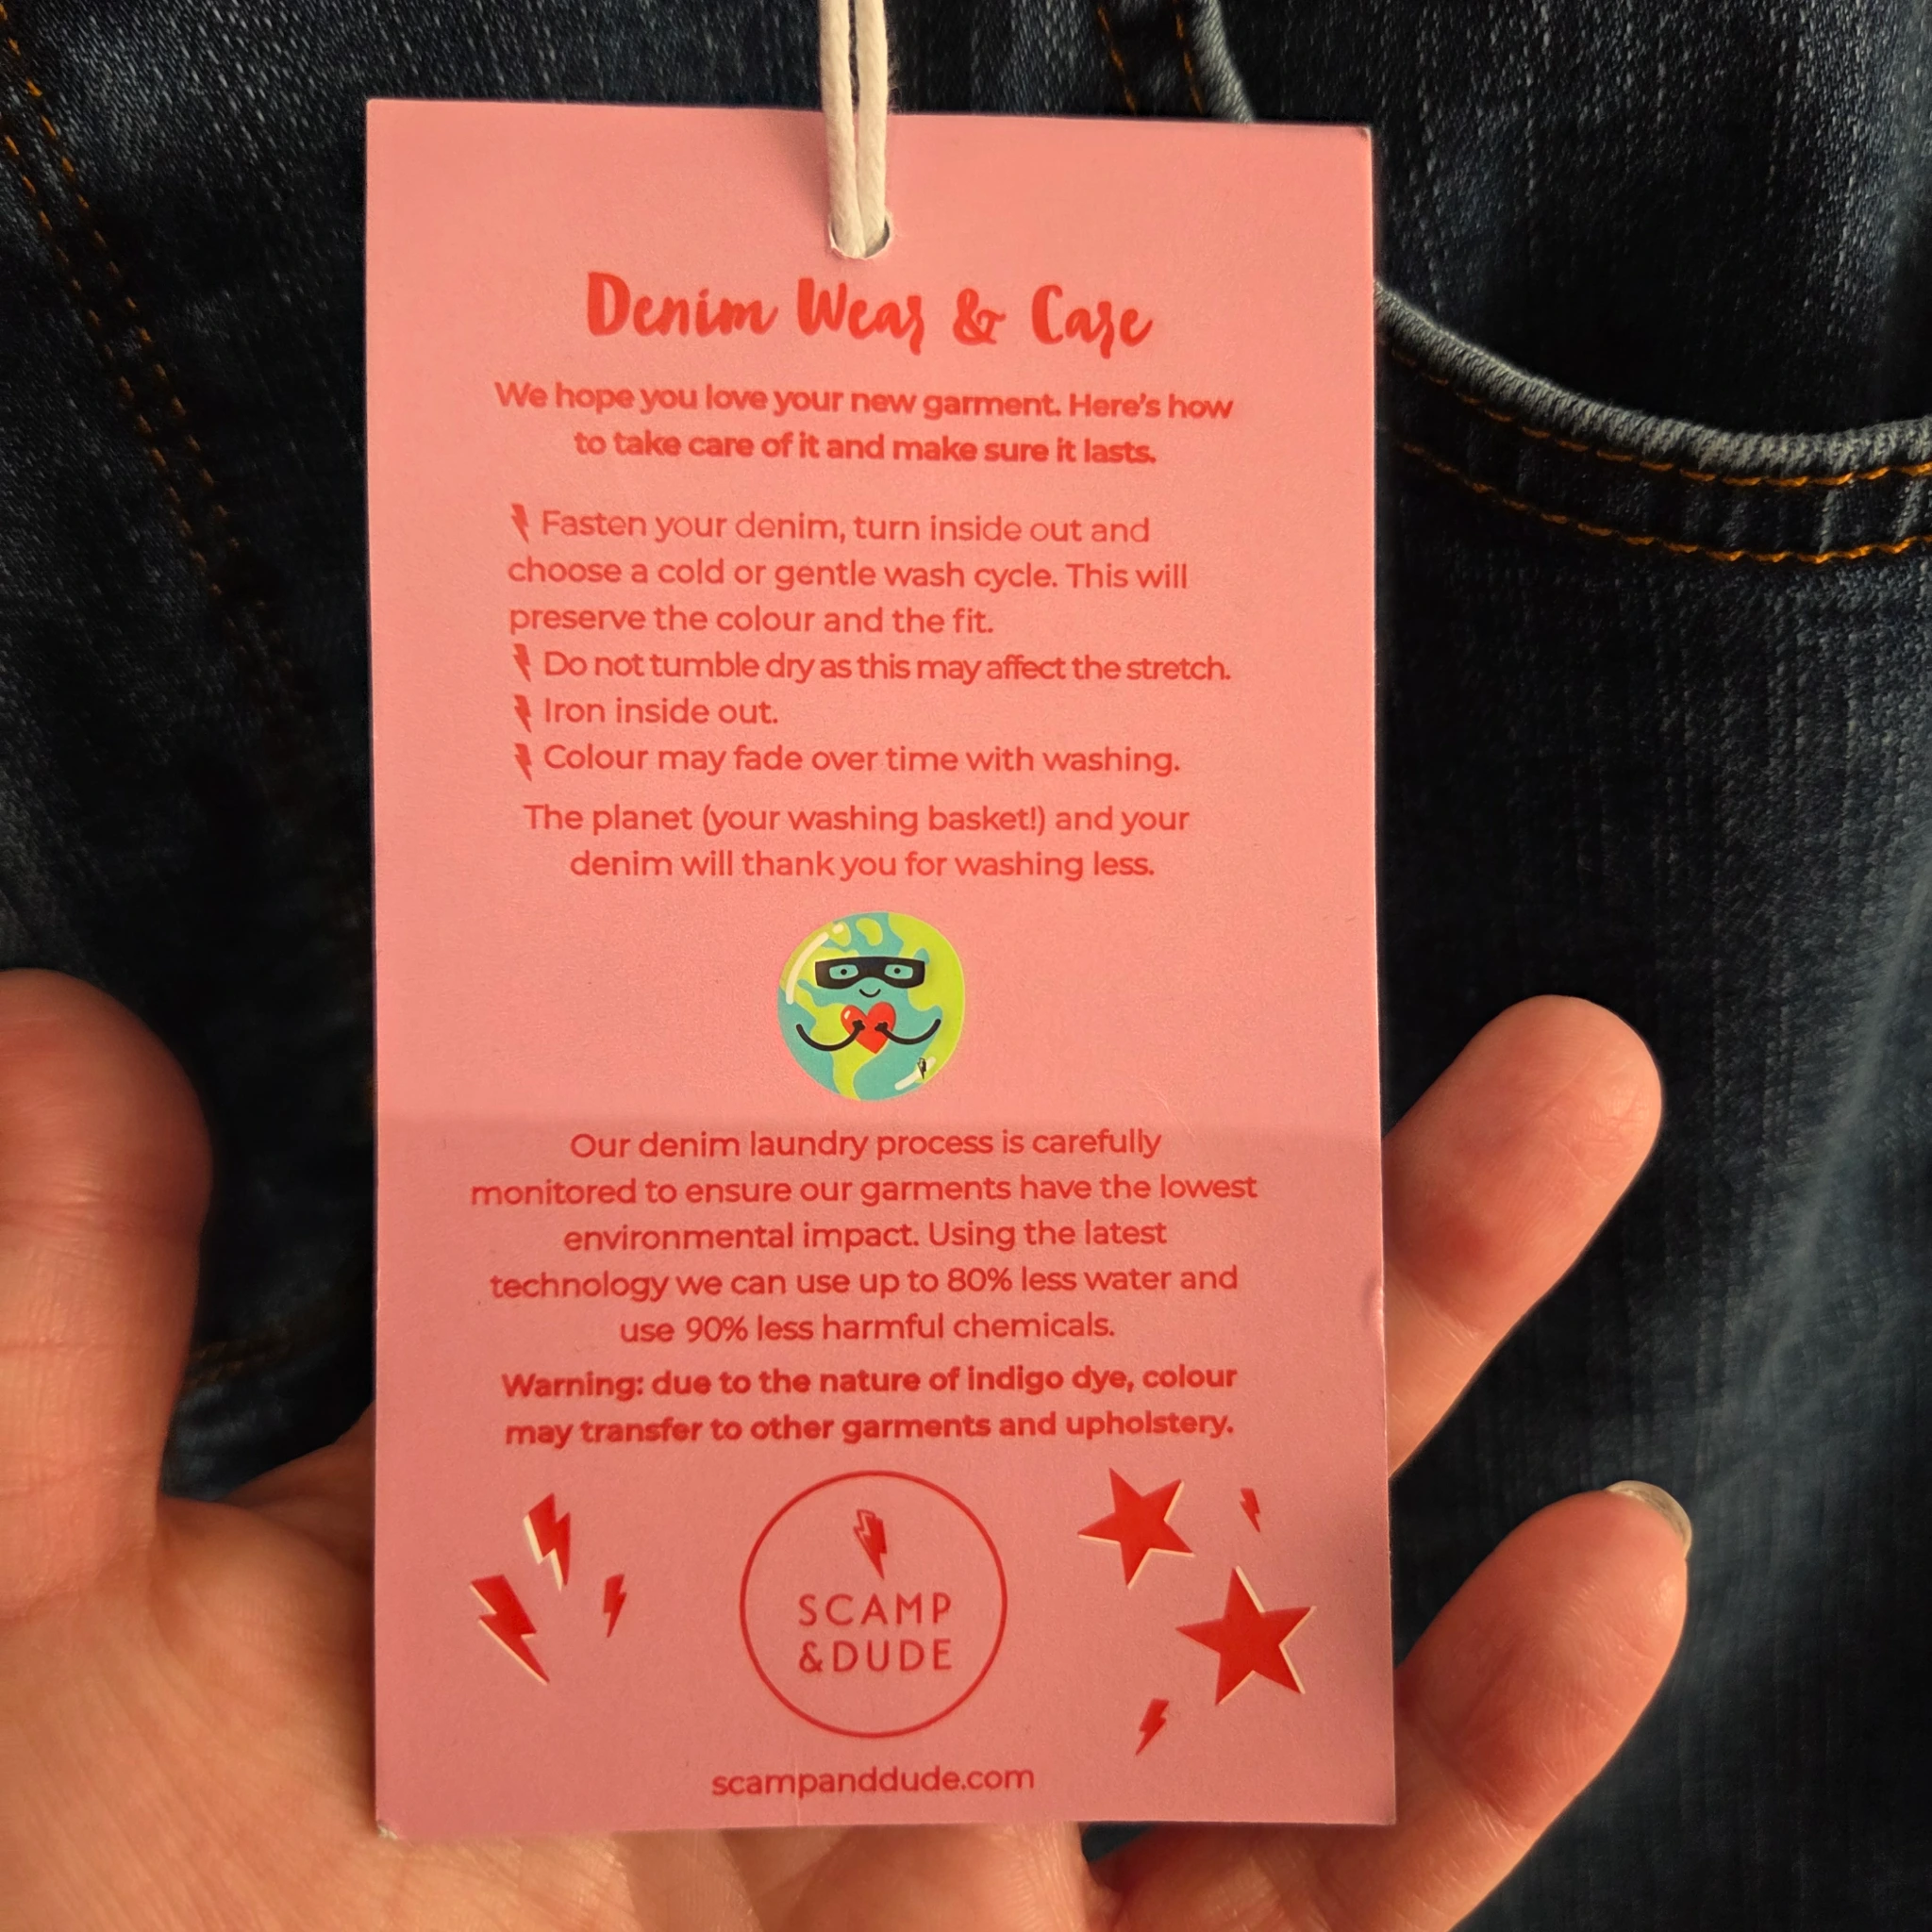 Denim Wear & Care
We hope you love your new garment. Here's how
to take care of it and make sure it lasts.
Fasten your denim, turn inside out and
choose a cold or gentle wash cycle. This will
preserve the colour and the fit.
Do not tumble dry as this may affect the stretch.
Iron inside out.
Colour may fade over time with washing.
The planet (your washing basket!) and your
denim will thank you for washing less.
Our denim laundry process is carefully
monitored to ensure our garments have the lowest
environmental impact. Using the latest
technology we can use up to 80% less water and
use 90% less harmful chemicals.
Warning: due to the nature of indigo dye, colour
may transfer to other garments and upholstery.
SCAMP
&DUDE
scampanddude.com